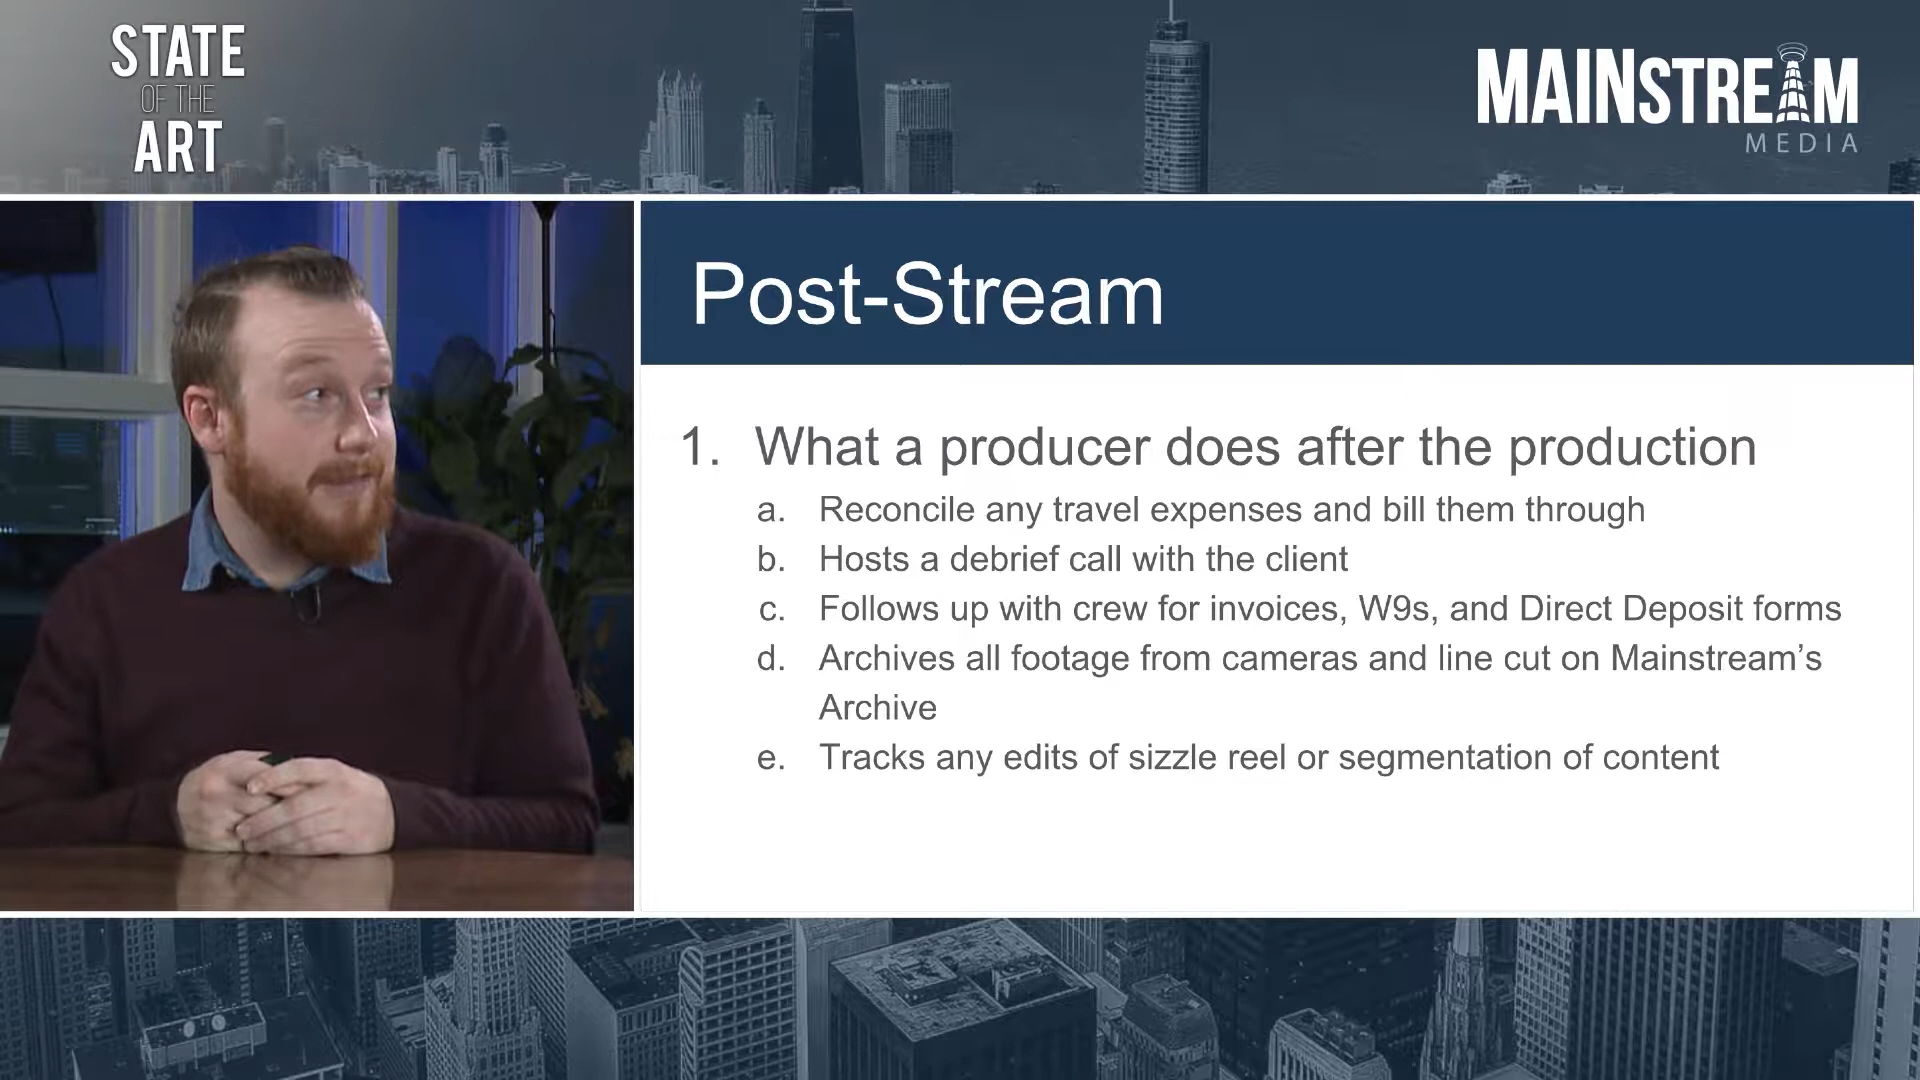 STATE
OF THE
ART
MAINSTREAM
MEDIA
Post-Stream
1. What a producer does after the production
a. Reconcile any travel expenses and bill them through
b. Hosts a debrief call with the client
c. Follows up with crew for invoices, W9s, and Direct Deposit forms
d. Archives all footage from cameras and line cut on Mainstream’s
Archive
e. Tracks any edits of sizzle reel or segmentation of content